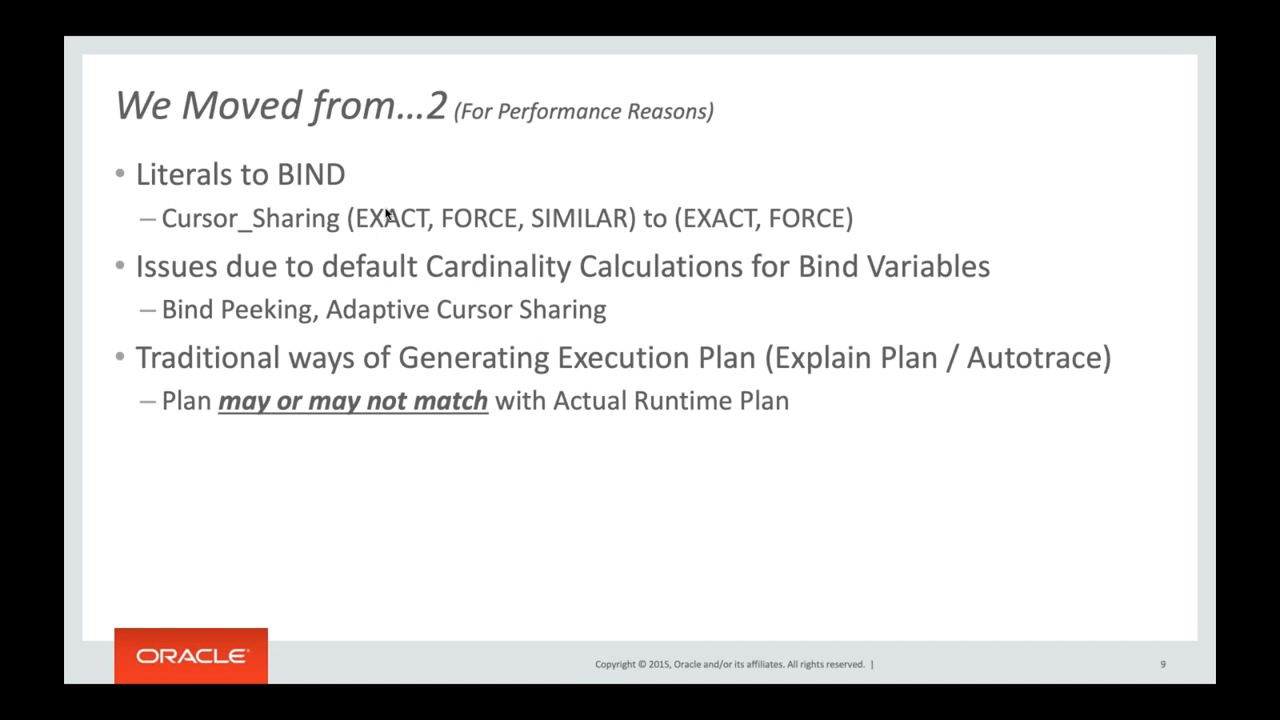 We Moved from...2 (For Performance Reasons)
• Literals to BIND
– Cursor_Sharing (EXACT, FORCE, SIMILAR) to (EXACT, FORCE)
• Issues due to default Cardinality Calculations for Bind Variables
– Bind Peeking, Adaptive Cursor Sharing
• Traditional ways of Generating Execution Plan (Explain Plan / Autotrace)
– Plan may or may not match with Actual Runtime Plan
ORACLE®
Copyright © 2015, Oracle and/or its affiliates. All rights reserved. |
9